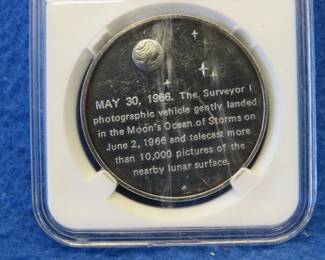 MAY 30, 1966. The Surveyor I
photographic vehicle gently landed
in the Moon's Ocean of Storms on
June 2, 1966 and telecast more
than 10,000 pictures of the
nearby lunar surface.